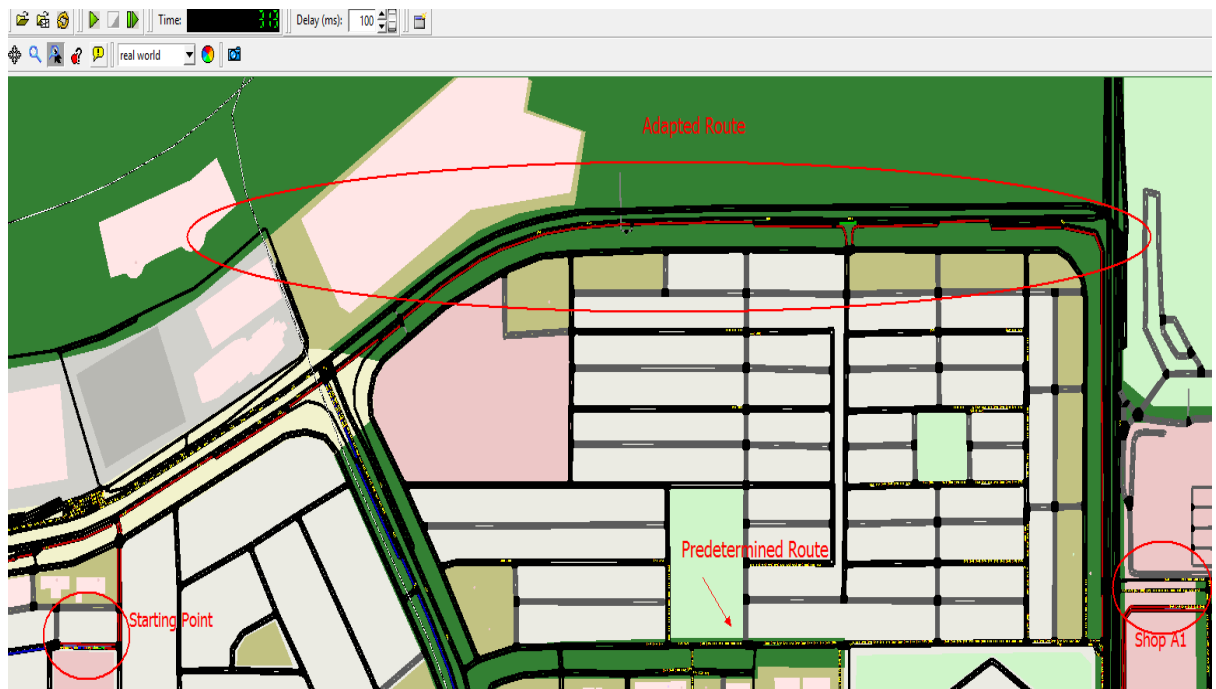 Time:
Delay (ms): 100
real world
Adapted Route
Predetermined Route
Starting Point
Shop A1